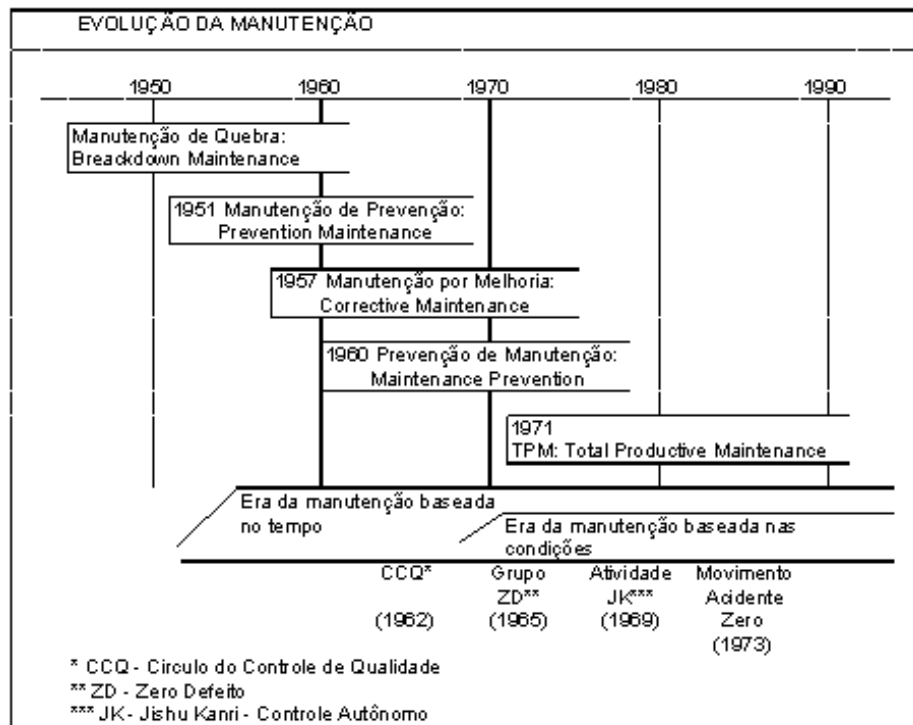 EVOLUÇÃO DA MANUTENÇÃO
1950 1960 1970 1980 1990
Manutenção de Quebra:
Breackdown Maintenance
1951 Manutenção de Prevenção:
Prevention Maintenance
1957 Manutenção por Melhoria:
Corrective Maintenance
1960 Prevenção de Manutenção:
Maintenance Prevention
1971
TPM: Total Productive Maintenance
Era da manutenção baseada
no tempo
Era da manutenção baseada nas
condições
CCQ* Grupo Atividade Movimento
ZD** JK*** Acidente
(1962) (1965) (1969) Zero
(1973)
* CCQ - Circulo do Controle de Qualidade
** ZD - Zero Defeito
*** JK - Jishu Kanri - Controle Autônomo